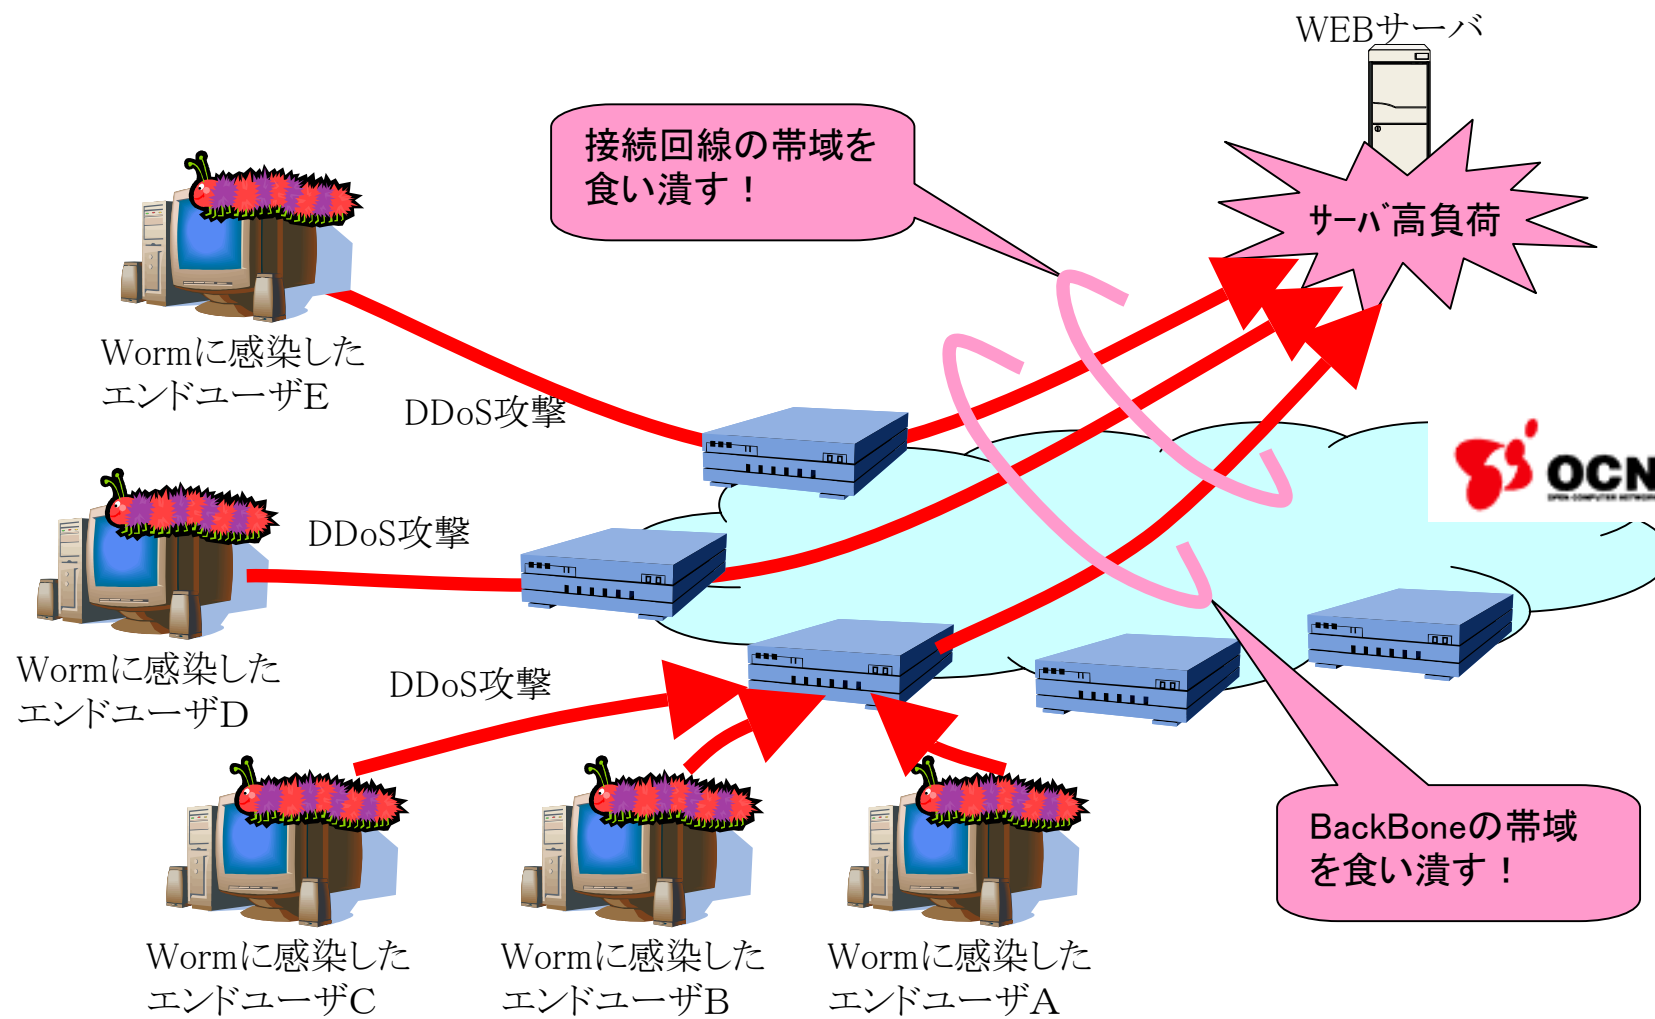 WEBサーバ
接続回線の帯域を
食い潰す！
サーバ高負荷
Wormに感染した
エンドユーザE
DDoS攻撃
OCN
OPEN COMPUTER NETWORK
DDoS攻撃
Wormに感染した
エンドユーザD
DDoS攻撃
BackBoneの帯域
を食い潰す！
Wormに感染した
エンドユーザC
Wormに感染した
エンドユーザB
Wormに感染した
エンドユーザA